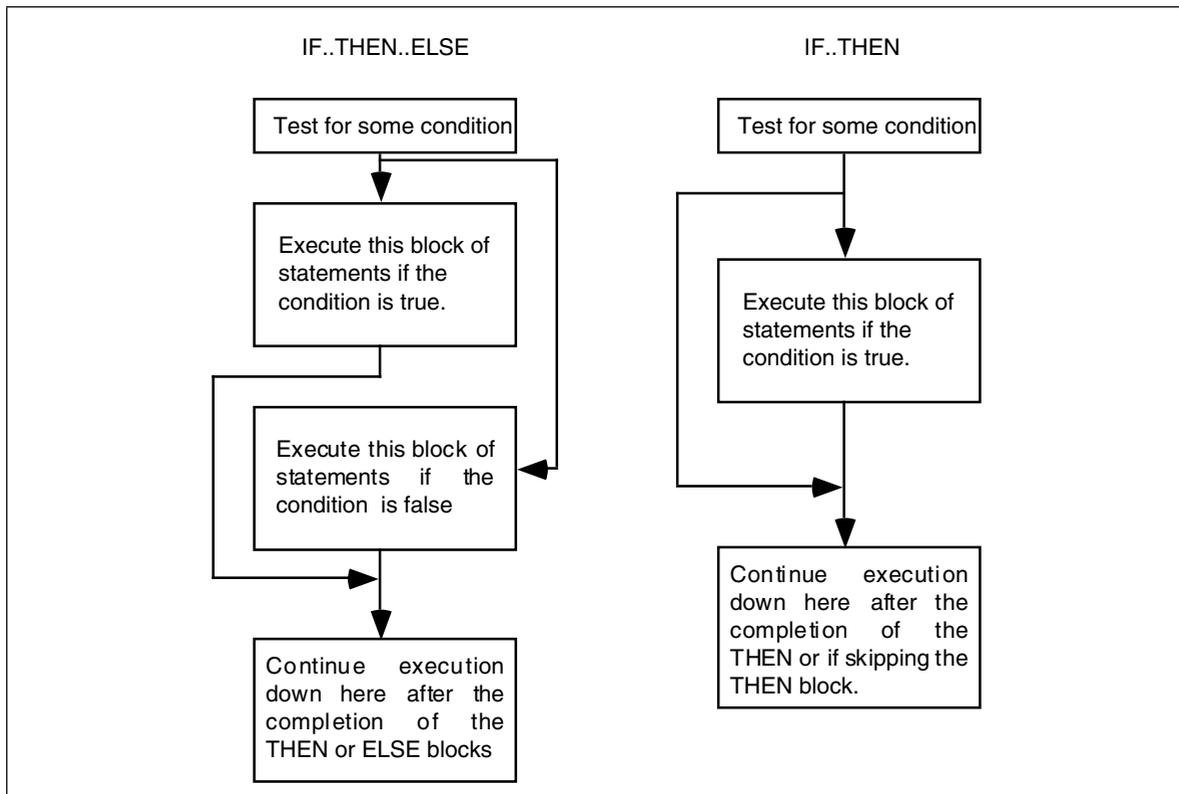 IF..THEN..ELSE
Test for some condition
Execute this block of
statements if the
condition is true.
Execute this block of
statements if the
condition is false
Continue execution
down here after the
completion of the
THEN or ELSE blocks
IF..THEN
Test for some condition
Execute this block of
statements if the
condition is true.
Continue execution
down here after the
completion of the
THEN or if skipping the
THEN block.